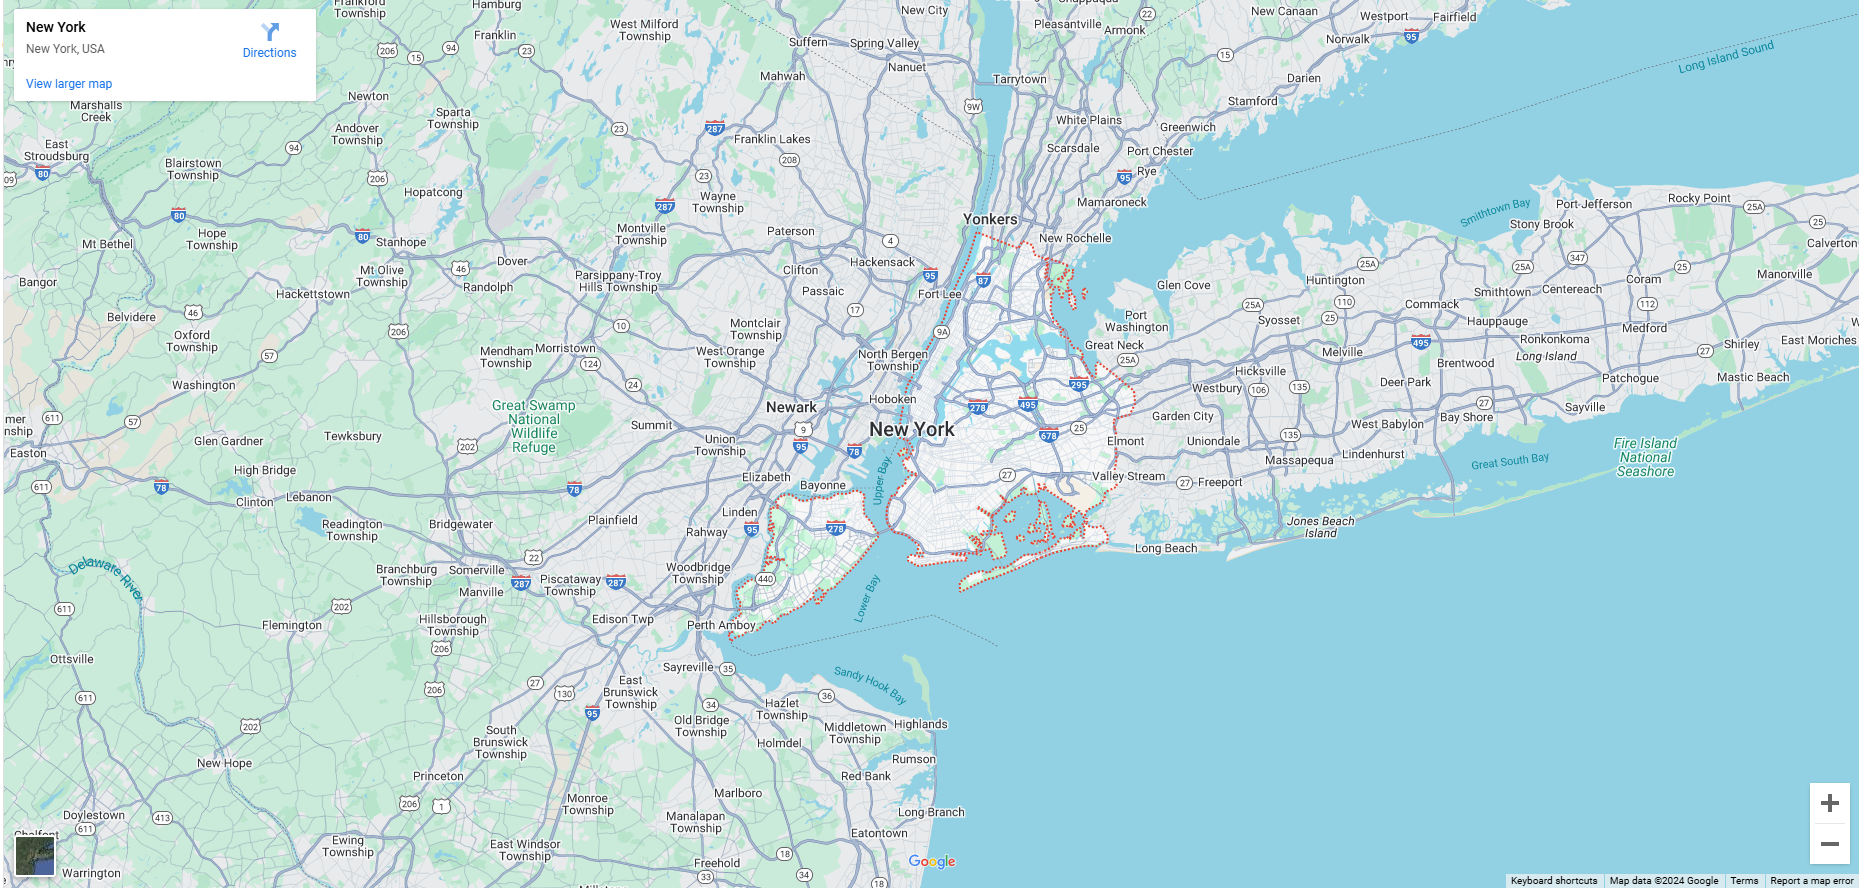 New York
New York, USA
Directions
View larger map
Frankford
Township
Hamburg
Franklin
West Milford
Township
New City
Suffern
Spring Valley
Nanuet
Mahwah
Pleasantville
Armonk
Tarrytown
New Canaan
Westport
Fairfield
Norwalk
Darien
Stamford
Greenwich
Long Island Sound
Marshalls
Creek
Newton
Sparta
Township
Andover
Township
East
Stroudsburg
Blairstown
Township
Franklin Lakes
White Plains
Scarsdale
Port Chester
Rye
Mamaroneck
Hopatcong
Wayne
Township
Yonkers
New Rochelle
Smithtown Bay
Port Jefferson
Rocky Point
Stony Brook
Calverton
Mt Bethel
Hope
Township
Stanhope
Montville
Township
Paterson
Hackensack
Dover
Mt Olive
Township
Randolph
Parsippany-Troy
Hills Township
Clifton
Passaic
Fort Lee
Glen Cove
Huntington
Smithtown
Centereach
Coram
Manorville
Bangor
Hackettstown
Belvidere
Oxford
Township
Montclair
Township
Port
Washington
Syosset
Commack
Hauppauge
Medford
Great Neck
Melville
Ronkonkoma
Long Island
Shirley
East Moriches
Mendham
Township
Morristown
West Orange
Township
North Bergen
Township
Hicksville
Westbury
Brentwood
Deer Park
Patchogue
Mastic Beach
Washington
Great Swamp
National
Wildlife
Refuge
Newark
Hoboken
New York
Garden City
Bay Shore
Sayville
West Babylon
Easton
Glen Gardner
Tewksbury
Summit
Union
Township
Elmont
Uniondale
Massapequa
Lindenhurst
Great South Bay
Fire Island
National
Seashore
High Bridge
Elizabeth
Bayonne
Upper Bay
Valley Stream
Freeport
Clinton
Lebanon
Readington
Township
Bridgewater
Plainfield
Linden
Rahway
Jones Beach
Island
Long Beach
Delaware River
Branchburg
Township
Somerville
Manville
Piscataway
Township
Woodbridge
Township
Lower Bay
Flemington
Hillsborough
Township
Edison Twp
Perth Amboy
Ottsville
Sayreville
East
Brunswick
Township
Sandy Hook Bay
Hazlet
Township
Old Bridge
Township
Highlands
Middletown
Township
South
Brunswick
Township
Holmdel
New Hope
Rumson
Princeton
Red Bank
Marlboro
Monroe
Township
Long Branch
Doylestown
Manalapan
Township
Eatontown
Chalfont
Ewing
Township
East Windsor
Township
Freehold
Warrington
Google
Keyboard shortcuts
Map data ©2024 Google
Terms
Report a map error